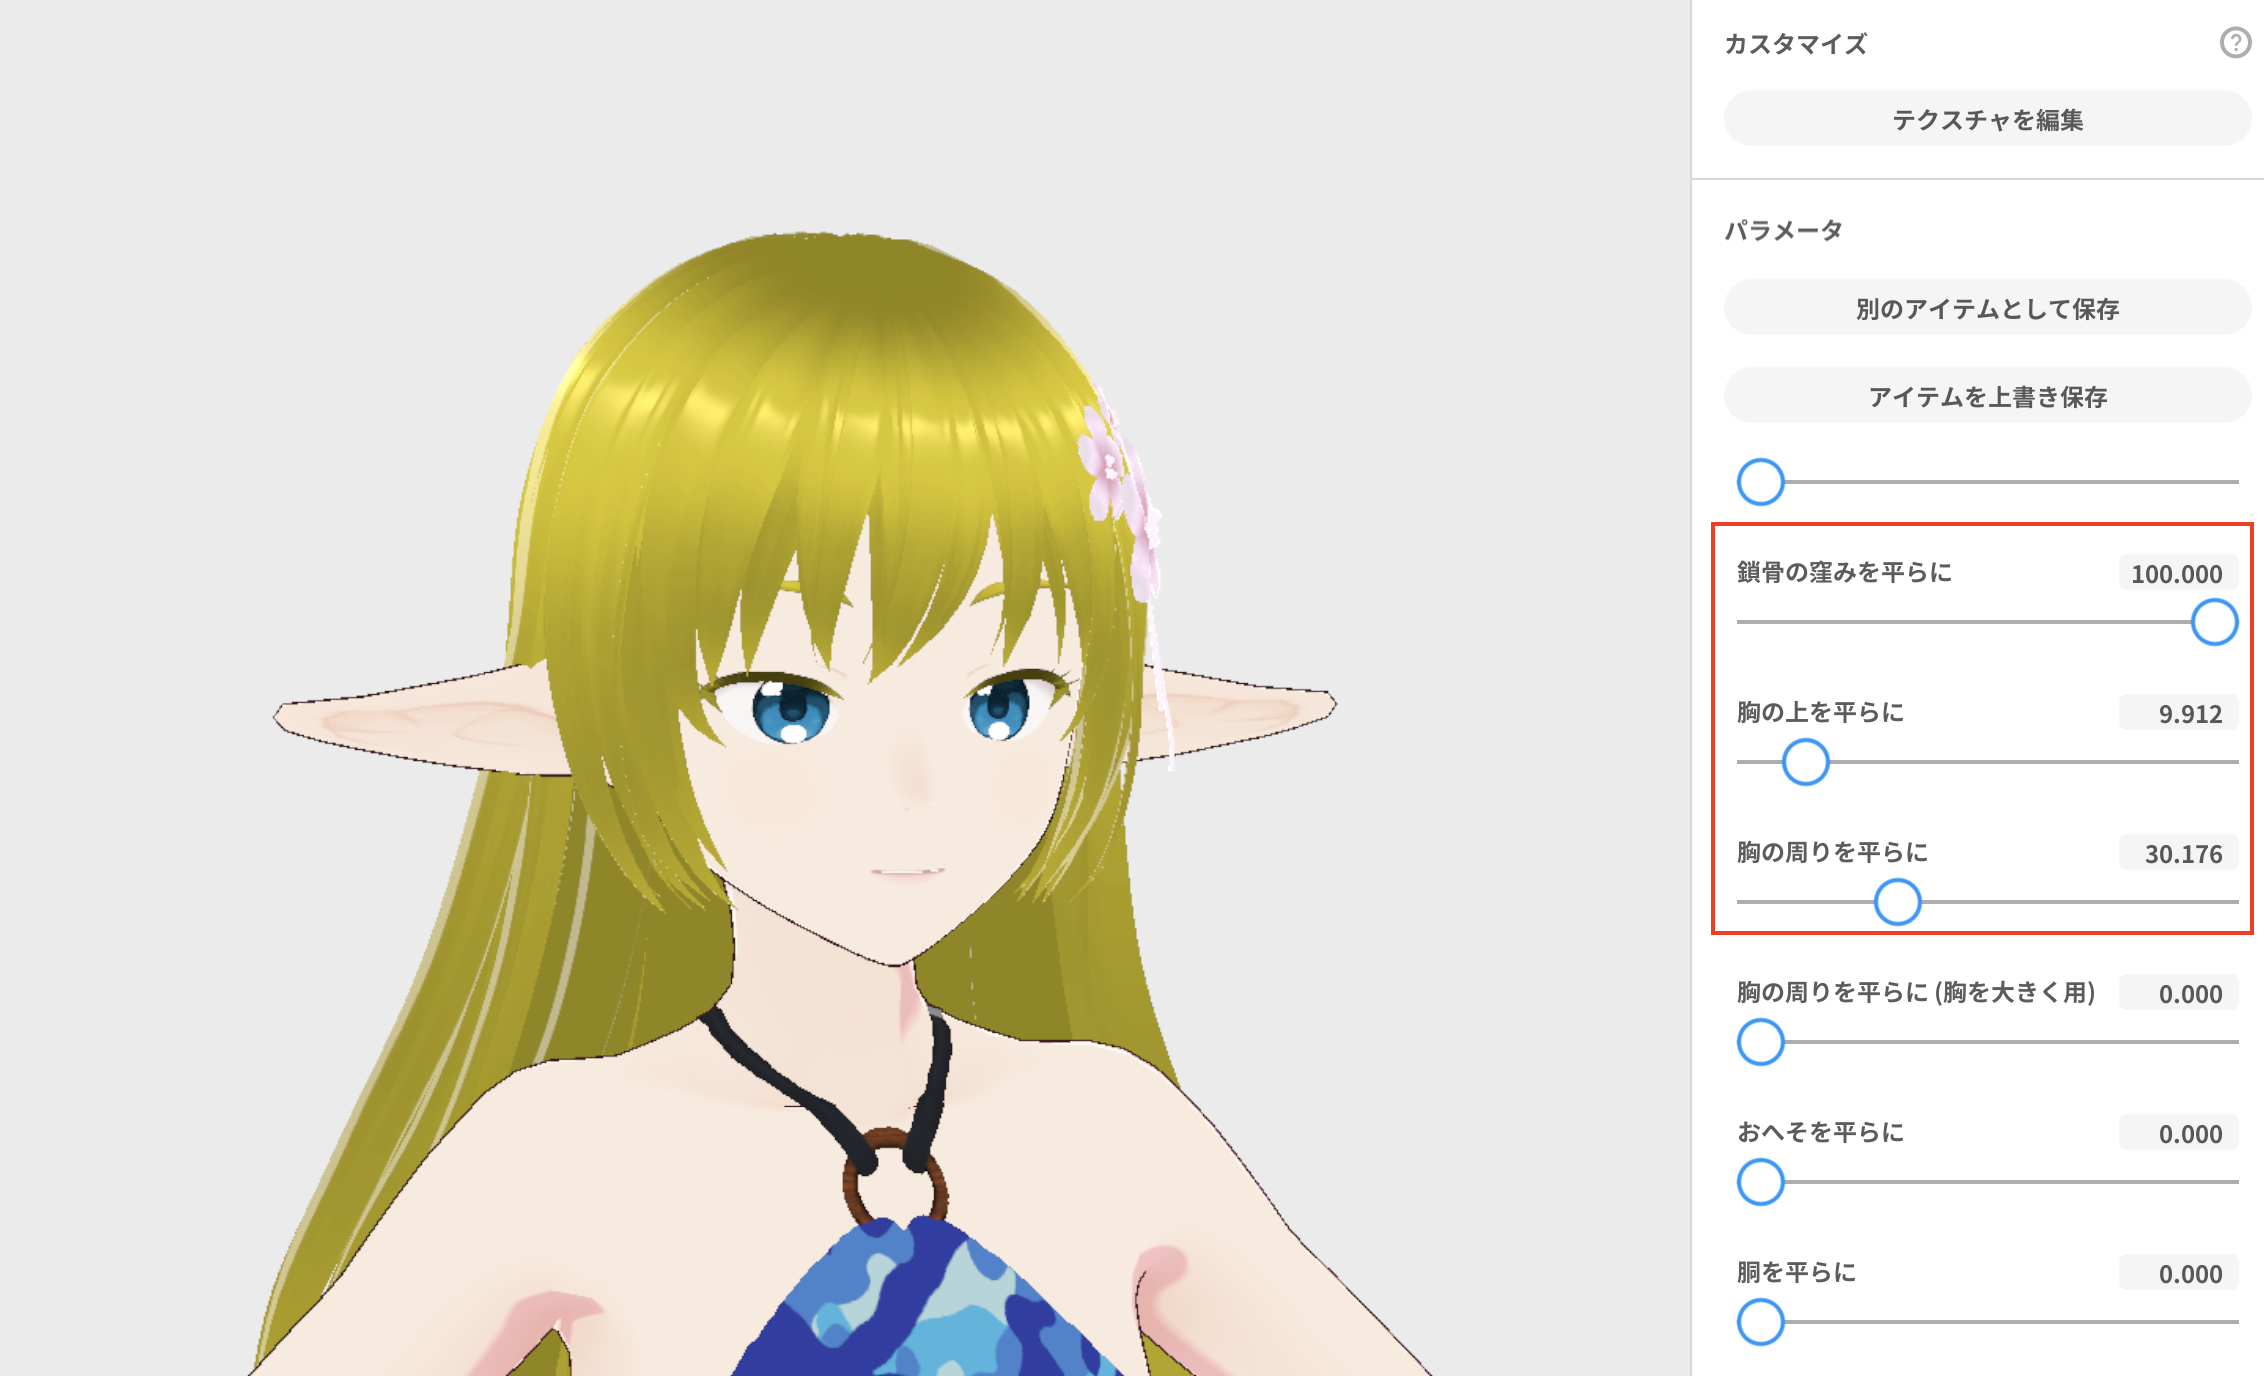 カスタマイズ
?
テクスチャを編集
パラメータ
別のアイテムとして保存
アイテムを上書き保存
鎖骨の窪みを平らに 100.000
胸の上を平らに 9.912
胸の周りを平らに 30.176
胸の周りを平らに (胸を大きく用) 0.000
おへそを平らに 0.000
胴を平らに 0.000